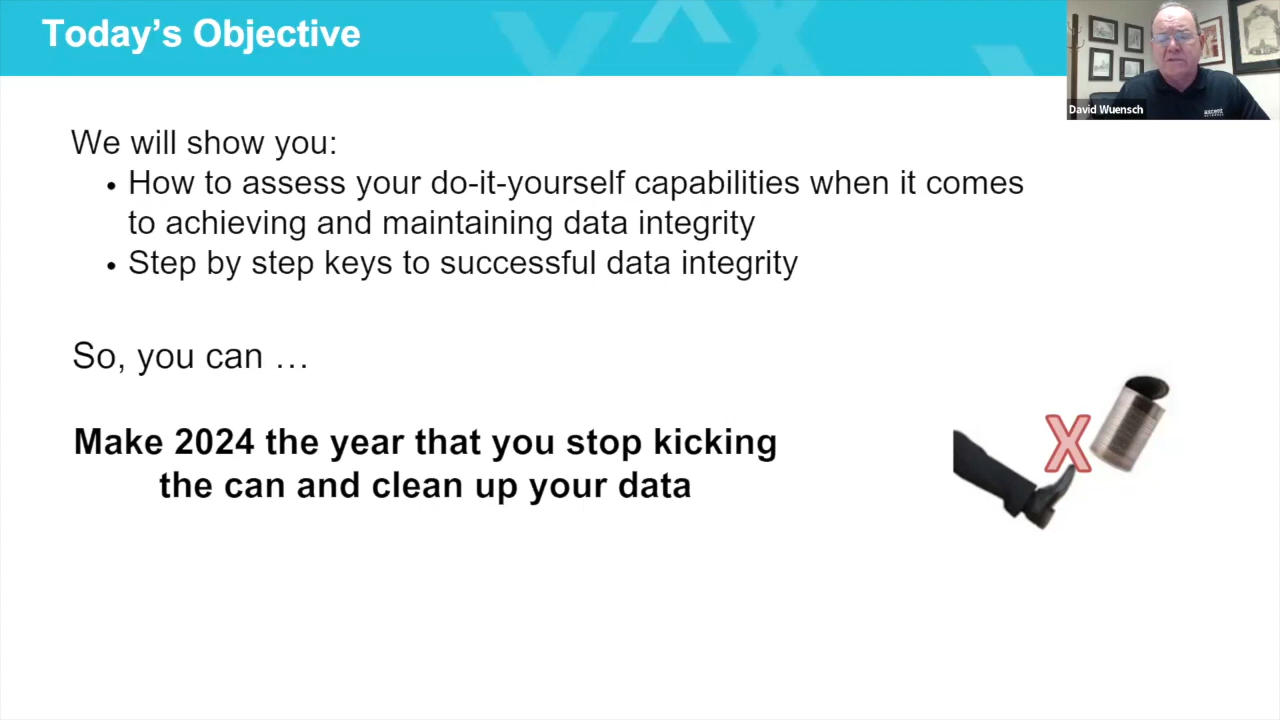 Today's Objective
David Wuensch
We will show you:
• How to assess your do-it-yourself capabilities when it comes
to achieving and maintaining data integrity
• Step by step keys to successful data integrity
So, you can …
Make 2024 the year that you stop kicking
the can and clean up your data
X